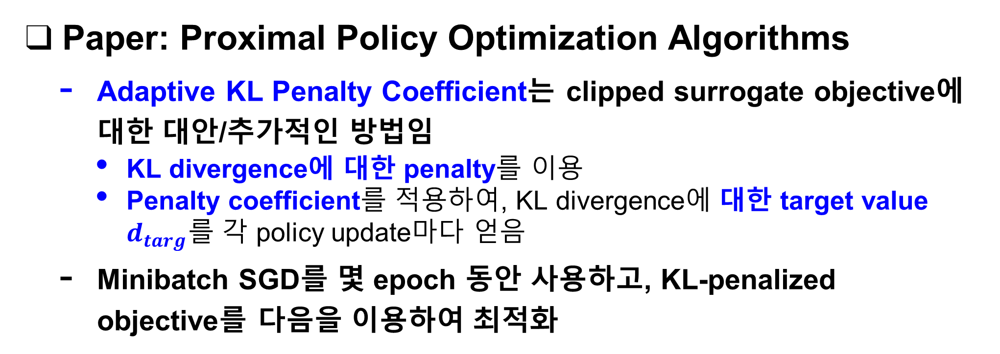 ❑ Paper: Proximal Policy Optimization Algorithms
- Adaptive KL Penalty Coefficient는 clipped surrogate objective에
대한 대안/추가적인 방법임
• KL divergence에 대한 penalty를 이용
• Penalty coefficient를 적용하여, KL divergence에 대한 target value
d_targ를 각 policy update마다 얻음
- Minibatch SGD를 몇 epoch 동안 사용하고, KL-penalized
objective를 다음을 이용하여 최적화